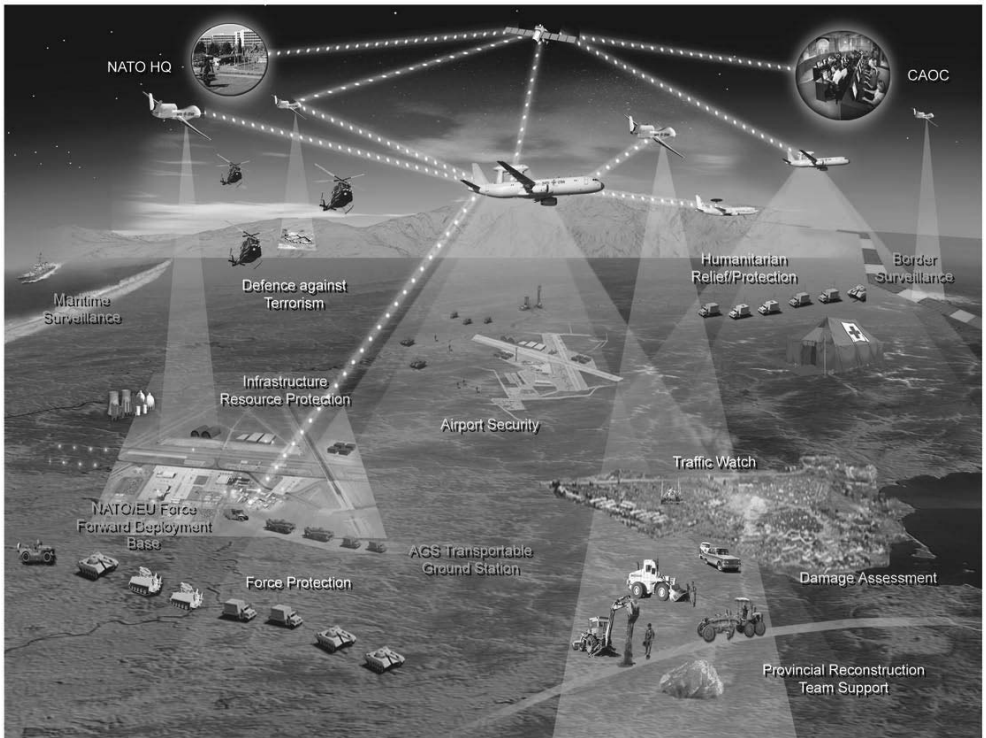 NATO HQ
CAOC
Humanitarian
Relief/Protection
Border
Surveillance
Defence against
Terrorism
Maritime
Surveillance
Infrastructure
Resource Protection
Airport Security
Traffic Watch
NATO/EU Force
Forward Deployment
Base
AGS Transportable
Ground Station
Force Protection
Damage Assessment
Provincial Reconstruction
Team Support